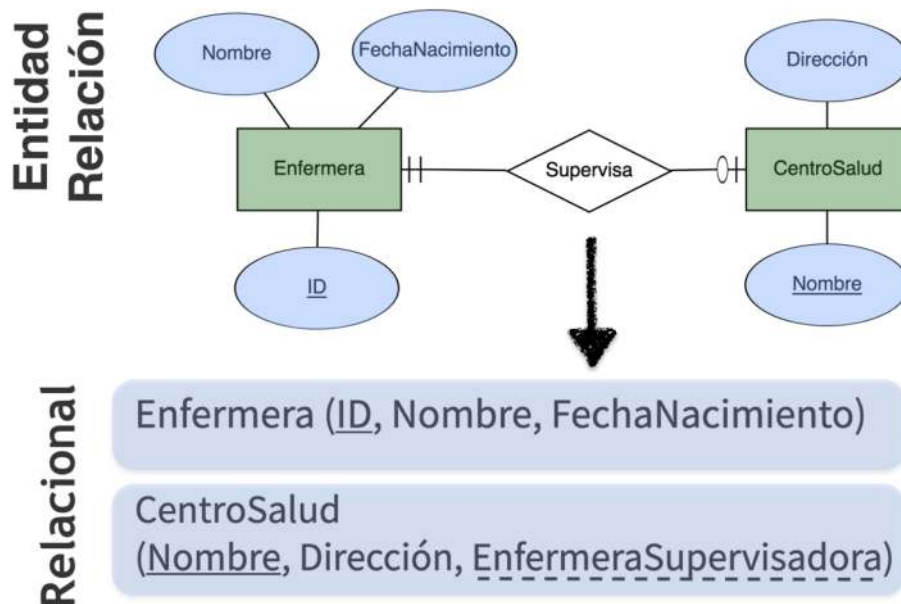 Entidad
Relación
Nombre
FechaNacimiento
Dirección
Enfermera
Supervisa
CentroSalud
ID
Nombre
Relacional
Enfermera (ID, Nombre, FechaNacimiento)
CentroSalud
(Nombre, Dirección, EnfermeraSupervisadora)